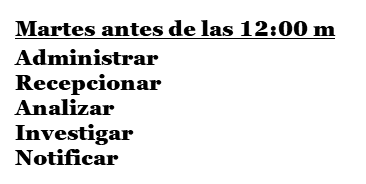 Martes antes de las 12:00 m
Administrar
Recepcionar
Analizar
Investigar
Notificar